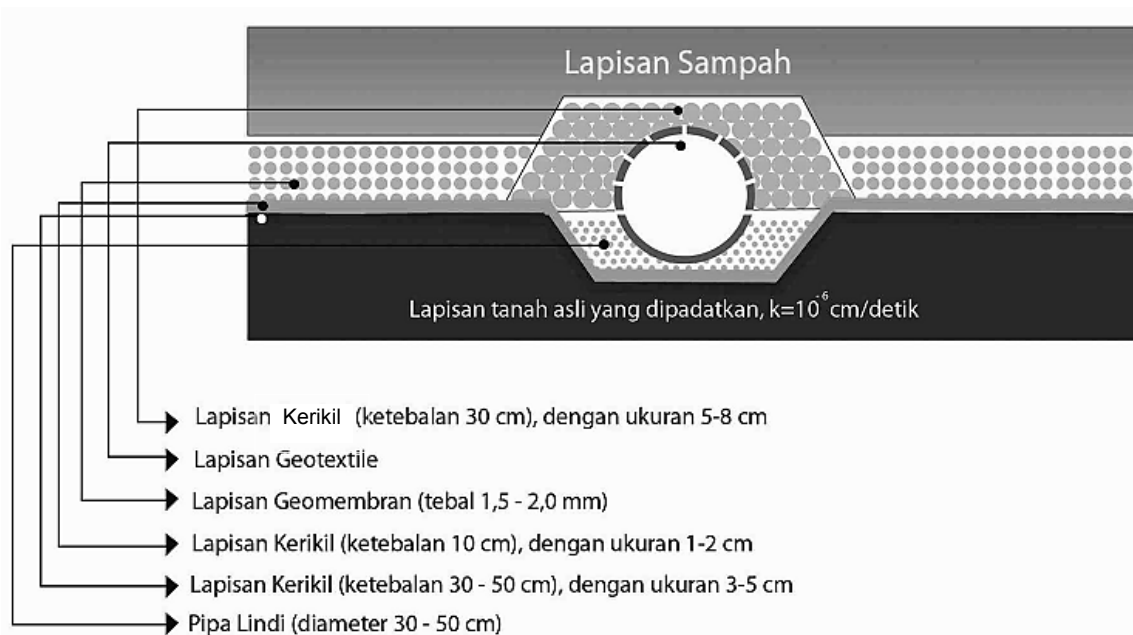 Lapisan Sampah
Lapisan tanah asli yang dipadatkan, k=10⁻⁶ cm/detik
Lapisan Kerikil (ketebalan 30 cm), dengan ukuran 5-8 cm
Lapisan Geotextile
Lapisan Geomembran (tebal 1,5 - 2,0 mm)
Lapisan Kerikil (ketebalan 10 cm), dengan ukuran 1-2 cm
Lapisan Kerikil (ketebalan 30 - 50 cm), dengan ukuran 3-5 cm
Pipa Lindi (diameter 30 - 50 cm)